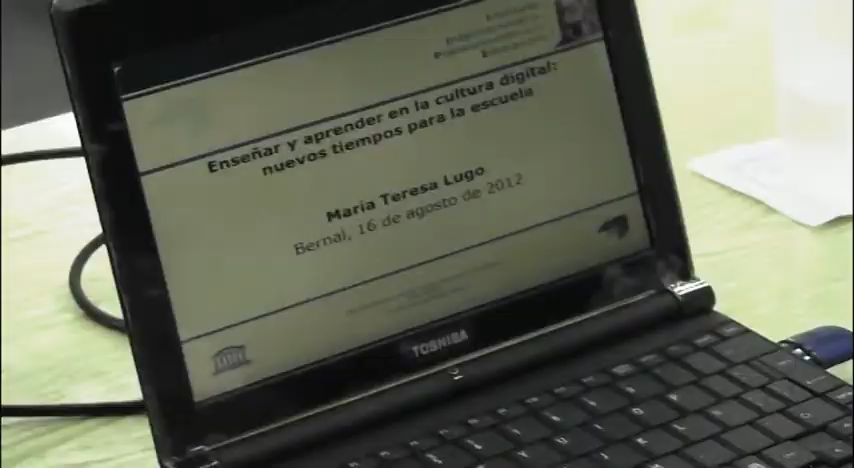 Enseñar y aprender en la cultura digital:
nuevos tiempos para la escuela
María Teresa Lugo
Bernal, 16 de agosto de 2012
TOSHIBA